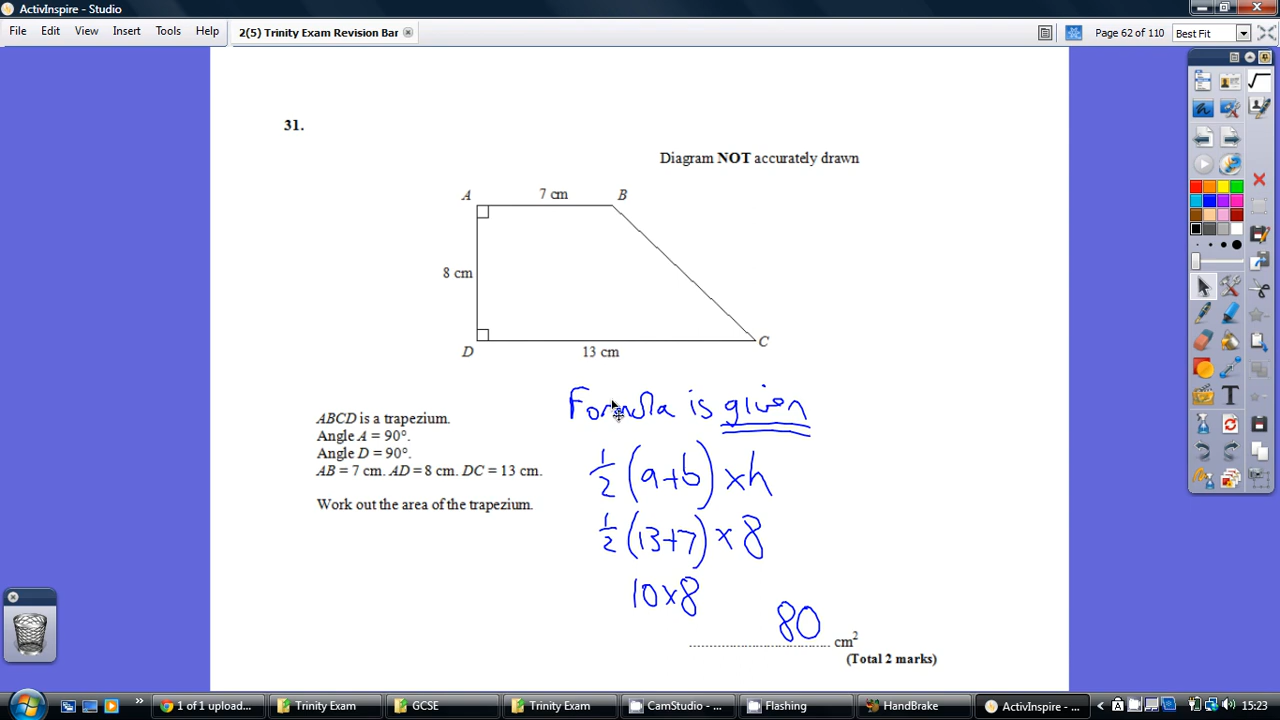 ActivInspire - Studio
File Edit View Insert Tools Help
2(5) Trinity Exam Revision Bar
Page 62 of 110
Best Fit
31.
Diagram NOT accurately drawn
A 7 cm B
8 cm
D 13 cm C
Formula is given
ABCD is a trapezium.
Angle A = 90°.
Angle D = 90°.
AB = 7 cm. AD = 8 cm. DC = 13 cm.
Work out the area of the trapezium.
½ (a+b) × h
½ (13+7) × 8
10×8
80
cm²
(Total 2 marks)
1 of 1 upload...
Trinity Exam
GCSE
Trinity Exam
CamStudio - ...
Flashing
HandBrake
ActivInspire - ...
15:23